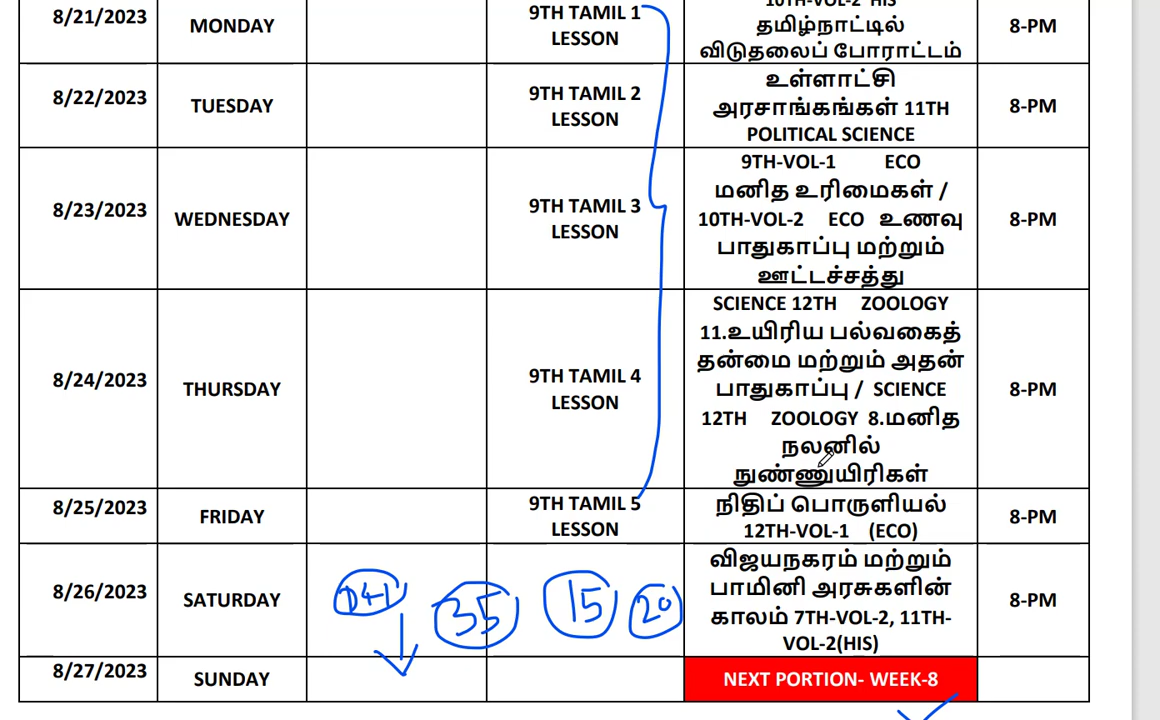 8/21/2023 MONDAY 9TH TAMIL 1 LESSON 10TH-VOL-2 HIS
தமிழ்நாட்டில்
விடுதலைப் போராட்டம் 8-PM
8/22/2023 TUESDAY 9TH TAMIL 2 LESSON உள்ளாட்சி
அரசாங்கங்கள் 11TH
POLITICAL SCIENCE 8-PM
8/23/2023 WEDNESDAY 9TH TAMIL 3 LESSON 9TH-VOL-1 ECO
மனித உரிமைகள் /
10TH-VOL-2 ECO உணவு
பாதுகாப்பு மற்றும்
ஊட்டச்சத்து 8-PM
8/24/2023 THURSDAY 9TH TAMIL 4 LESSON SCIENCE 12TH ZOOLOGY
11.உயிரிய பல்வகைத்
தன்மை மற்றும் அதன்
பாதுகாப்பு / SCIENCE
12TH ZOOLOGY 8.மனித
நலனில்
நுண்ணுயிரிகள் 8-PM
8/25/2023 FRIDAY 9TH TAMIL 5 LESSON நிதிப் பொருளியல்
12TH-VOL-1 (ECO) 8-PM
8/26/2023 SATURDAY 35 15 20 விஜயநகரம் மற்றும்
பாமினி அரசுகளின்
காலம் 7TH-VOL-2, 11TH-
VOL-2(HIS) 8-PM
8/27/2023 SUNDAY NEXT PORTION- WEEK-8